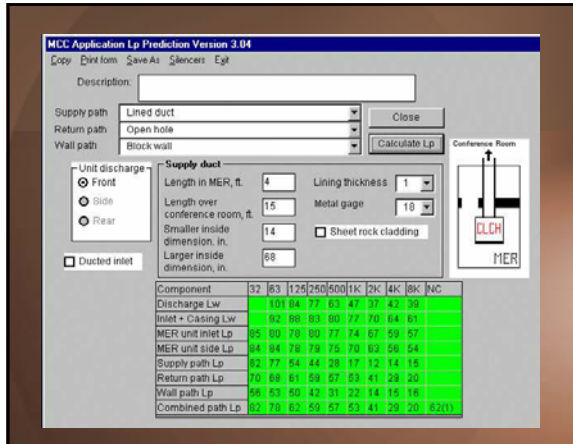 MCC Application Lp Prediction Version 3.04
Copy Print form Save As Silencers Exit
Description:
Supply path Lined duct
Return path Open hole
Wall path Block wall
Close
Calculate Lp
Unit discharge
Front
Side
Rear
Ducted inlet
Supply duct
Length in MER, ft. 4
Length over conference room, ft. 15
Smaller inside dimension. in. 14
Larger inside dimension, in. 68
Lining thickness 1
Metal gage 18
Sheet rock cladding
Conference Room
CLCH
MER
Component 32 63 125 250 500 1K 2K 4K 8K NC
Discharge Lw 101 84 77 63 47 37 42 39
Inlet + Casing Lw 92 88 83 80 77 70 64 61
MER unit inlet Lp 85 80 78 80 77 74 67 59 57
MER unit side Lp 84 84 78 79 75 70 63 56 54
Supply path Lp 82 77 54 44 28 17 12 14 15
Return path Lp 70 69 61 59 57 53 41 29 20
Wall path Lp 56 53 50 42 31 22 14 15 16
Combined path Lp 82 78 62 59 57 53 41 29 20 62(1)